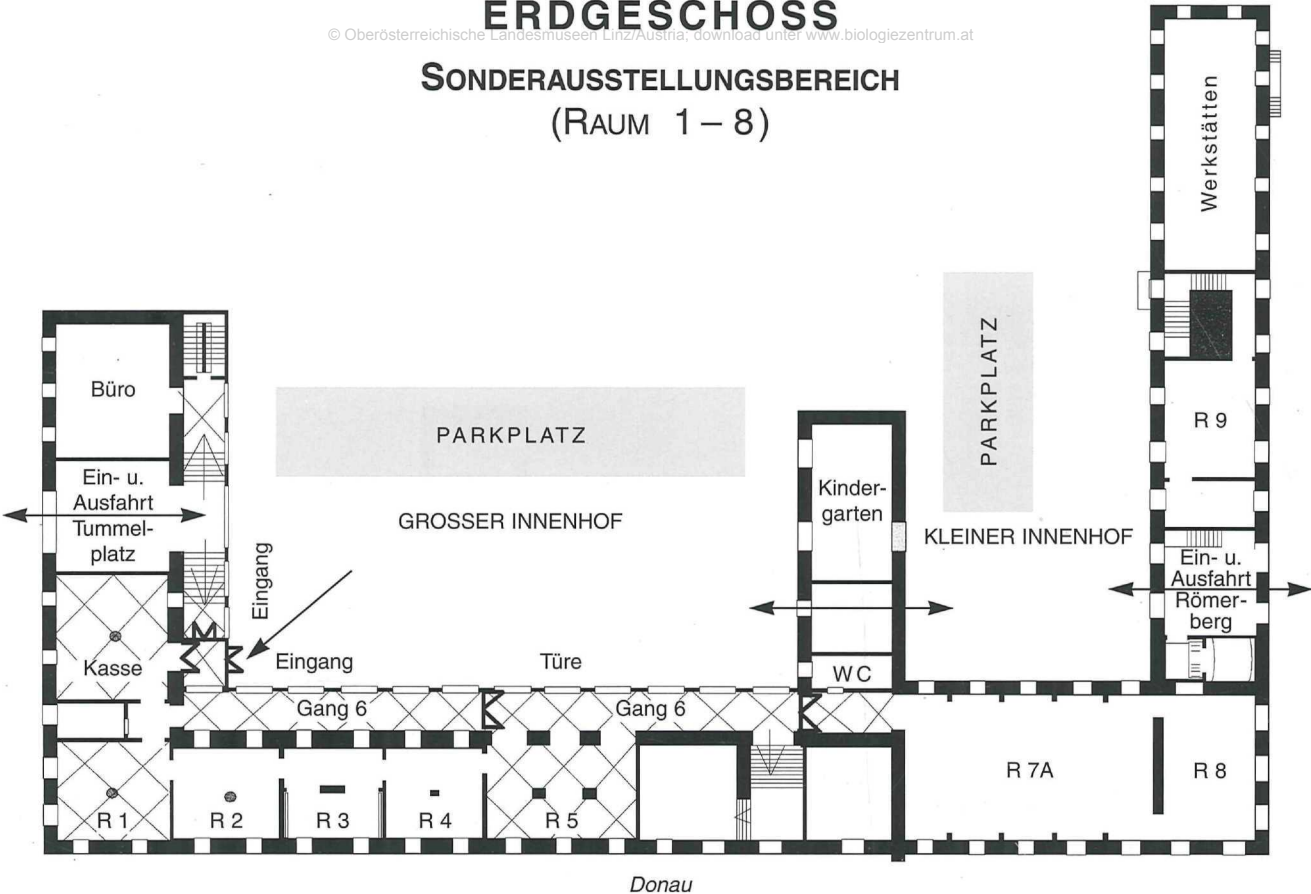 ERDGESCHOSS
© Oberösterreichische Landesmuseen Linz/Austria; download unter www.biologiezentrum.at
SONDERAUSSTELLUNGSBEREICH
(RAUM 1 – 8)
Werkstätten
PARKPLATZ
Büro
PARKPLATZ
R 9
Ein- u.
Ausfahrt
Tummel-
platz
GROSSER INNENHOF
Kinder-
garten
KLEINER INNENHOF
Ein- u.
Ausfahrt
Römer-
berg
Eingang
Kasse
Eingang
Türe
WC
Gang 6
Gang 6
R 7A
R 8
R 1
R 2
R 3
R 4
R 5
Donau